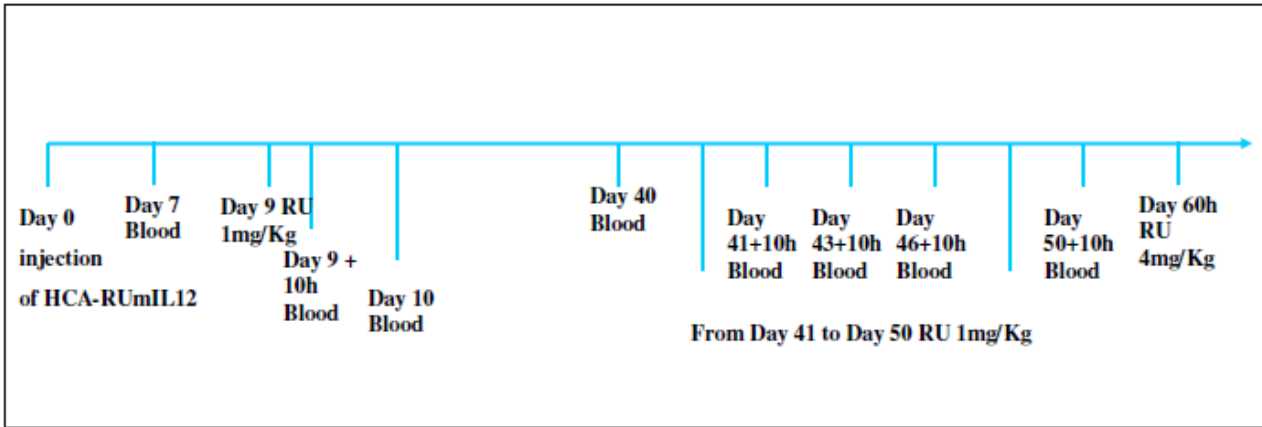 Day 0
injection
of HCA-RUmIL12
Day 7
Blood
Day 9 RU
1mg/Kg
Day 9 +
10h
Blood
Day 10
Blood
Day 40
Blood
Day
41+10h
Blood
Day
43+10h
Blood
Day
46+10h
Blood
Day
50+10h
Blood
Day 60h
RU
4mg/Kg
From Day 41 to Day 50 RU 1mg/Kg